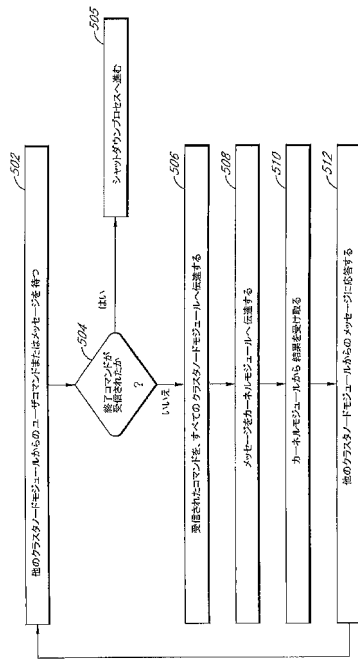 502
他のクラスタノードモジュールからのユーザコマンドまたはメッセージを待つ
504
終了コマンドが
受信されたか
?
はい
505
シャットダウンプロセスへ進む
いいえ
506
受信されたコマンドを、すべてのクラスタノードモジュールへ伝達する
508
メッセージをカーネルモジュールへ伝達する
510
カーネルモジュールから結果を受け取る
512
他のクラスタノードモジュールからのメッセージに応答する